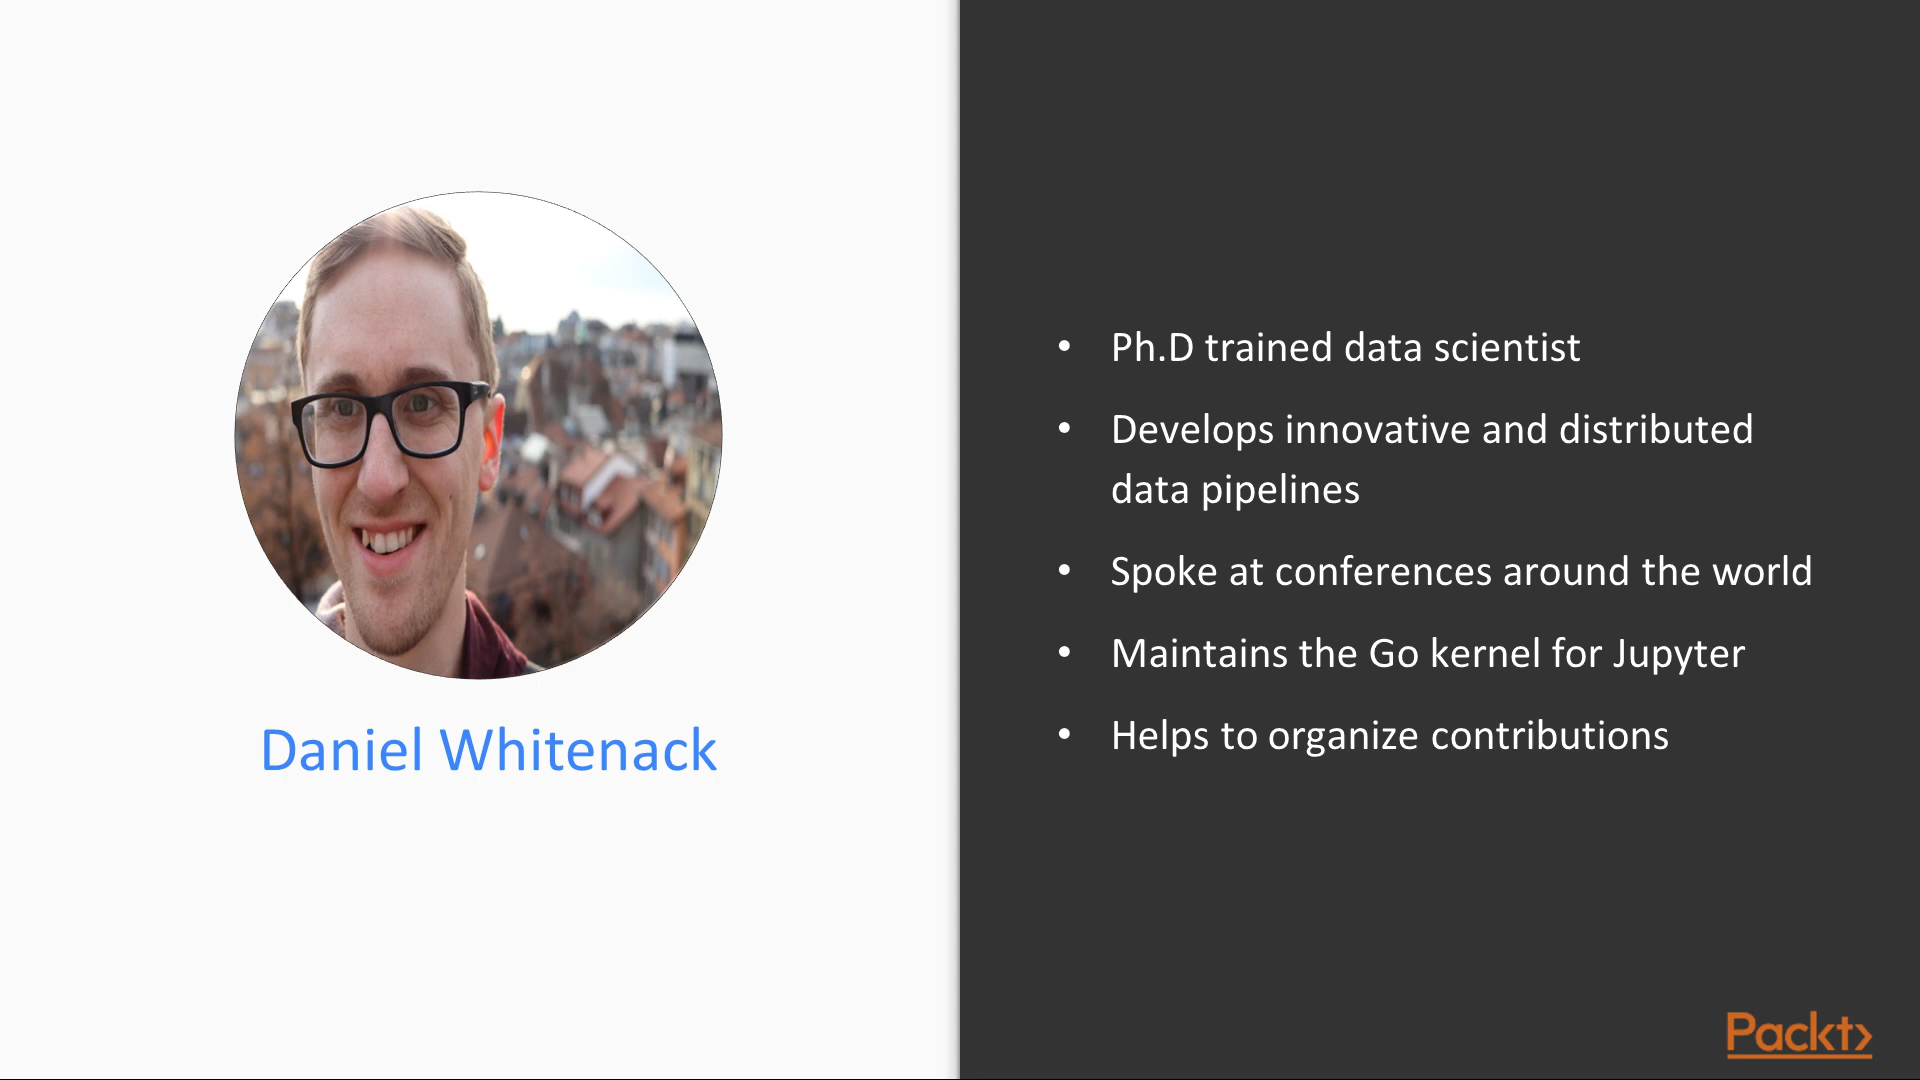 Daniel Whitenack
• Ph.D trained data scientist
• Develops innovative and distributed
data pipelines
• Spoke at conferences around the world
• Maintains the Go kernel for Jupyter
• Helps to organize contributions
Packt>